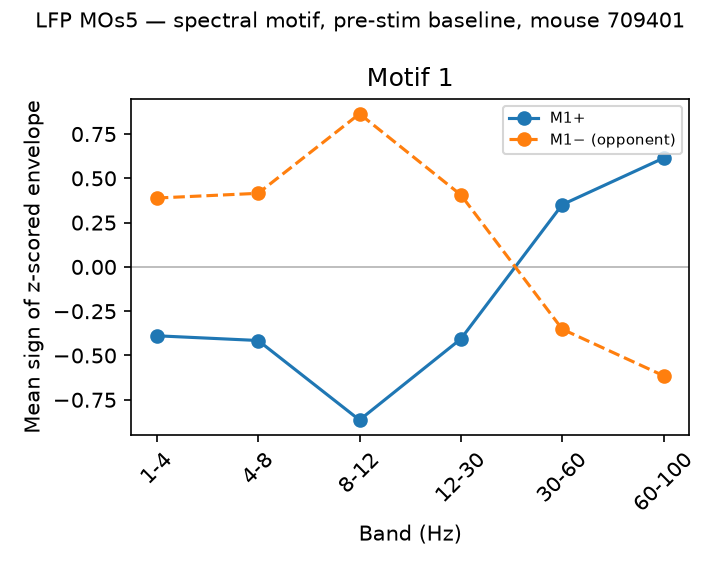 LFP MOs5 — spectral motif, pre-stim baseline, mouse 709401
Motif 1
Mean sign of z-scored envelope
0.75
0.50
0.25
0.00
−0.25
−0.50
−0.75
M1+
M1− (opponent)
1-4
4-8
8-12
12-30
30-60
60-100
Band (Hz)